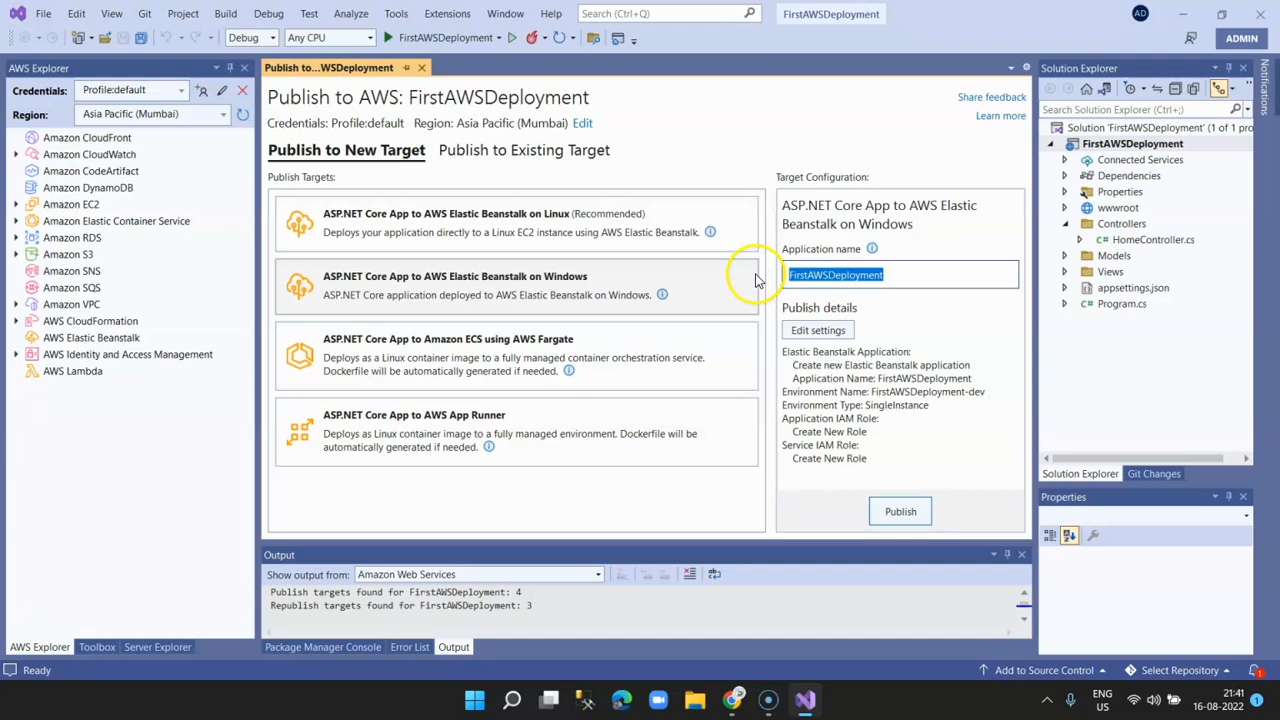 File Edit View Git Project Build Debug Test Analyze Tools Extensions Window Help Search (Ctrl+Q) FirstAWSDeployment AD
Debug Any CPU FirstAWSDeployment ADMIN
AWS Explorer
Credentials: Profile:default
Region: Asia Pacific (Mumbai)
Amazon CloudFront
Amazon CloudWatch
Amazon CodeArtifact
Amazon DynamoDB
Amazon EC2
Amazon Elastic Container Service
Amazon RDS
Amazon S3
Amazon SNS
Amazon SQS
Amazon VPC
AWS CloudFormation
AWS Elastic Beanstalk
AWS Identity and Access Management
AWS Lambda
AWS Explorer Toolbox Server Explorer
Publish to...WSDeployment
Publish to AWS: FirstAWSDeployment
Share feedback
Credentials: Profile:default Region: Asia Pacific (Mumbai) Edit
Learn more
Publish to New Target Publish to Existing Target
Publish Targets:
ASP.NET Core App to AWS Elastic Beanstalk on Linux (Recommended)
Deploys your application directly to a Linux EC2 instance using AWS Elastic Beanstalk.
ASP.NET Core App to AWS Elastic Beanstalk on Windows
ASP.NET Core application deployed to AWS Elastic Beanstalk on Windows.
ASP.NET Core App to Amazon ECS using AWS Fargate
Deploys as a Linux container image to a fully managed container orchestration service.
Dockerfile will be automatically generated if needed.
ASP.NET Core App to AWS App Runner
Deploys as Linux container image to a fully managed environment. Dockerfile will be
automatically generated if needed.
Target Configuration:
ASP.NET Core App to AWS Elastic
Beanstalk on Windows
Application name
FirstAWSDeployment
Publish details
Edit settings
Elastic Beanstalk Application:
Create new Elastic Beanstalk application
Application Name: FirstAWSDeployment
Environment Name: FirstAWSDeployment-dev
Environment Type: SingleInstance
Application IAM Role:
Create New Role
Service IAM Role:
Create New Role
Publish
Output
Show output from: Amazon Web Services
Publish targets found for FirstAWSDeployment: 4
Republish targets found for FirstAWSDeployment: 3
Package Manager Console Error List Output
Solution Explorer
Search Solution Explorer (Ctrl+;)
Solution 'FirstAWSDeployment' (1 of 1 pro
FirstAWSDeployment
Connected Services
Dependencies
Properties
wwwroot
Controllers
HomeController.cs
Models
Views
appsettings.json
Program.cs
Solution Explorer Git Changes
Properties
Notifications
Ready Add to Source Control Select Repository 1
ENG
US
21:41
16-08-2022
1